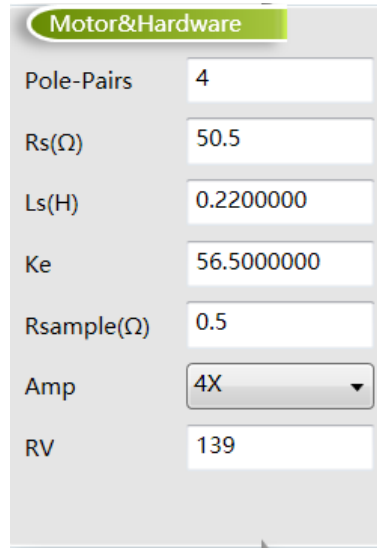 Motor&Hardware
Pole-Pairs 4
Rs(Ω) 50.5
Ls(H) 0.2200000
Ke 56.5000000
Rsample(Ω) 0.5
Amp 4X
RV 139